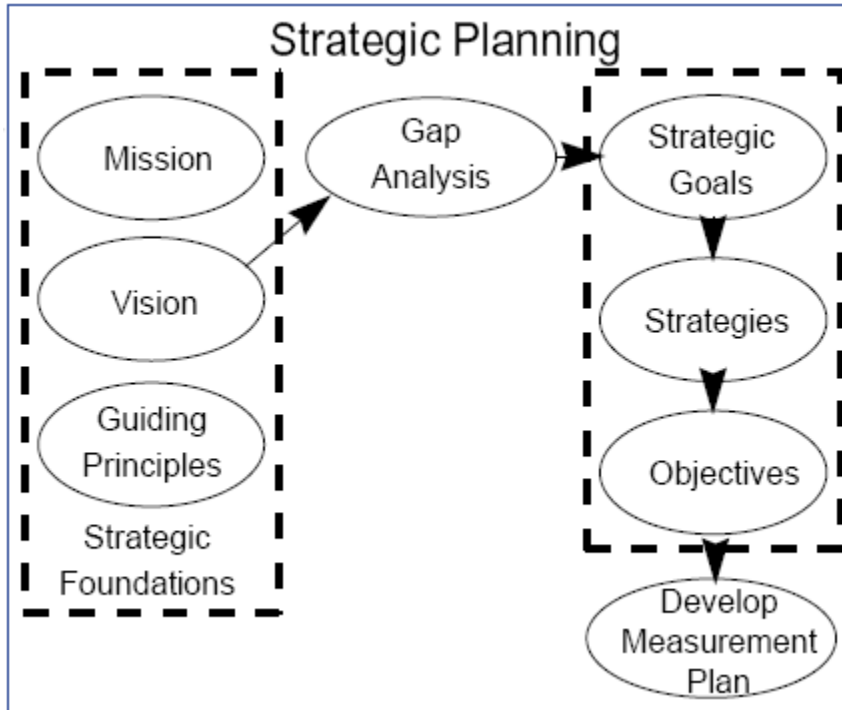 Strategic Planning
Mission
Vision
Guiding
Principles
Strategic
Foundations
Gap
Analysis
Strategic
Goals
Strategies
Objectives
Develop
Measurement
Plan